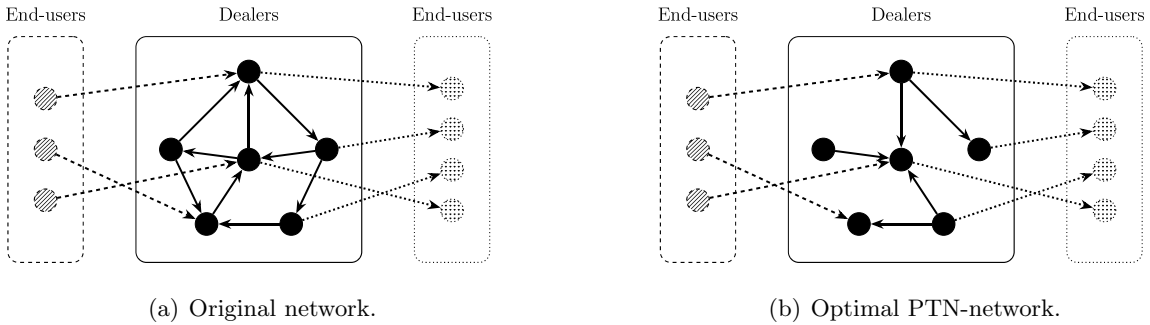 End-users Dealers End-users End-users Dealers End-users
(a) Original network. (b) Optimal PTN-network.